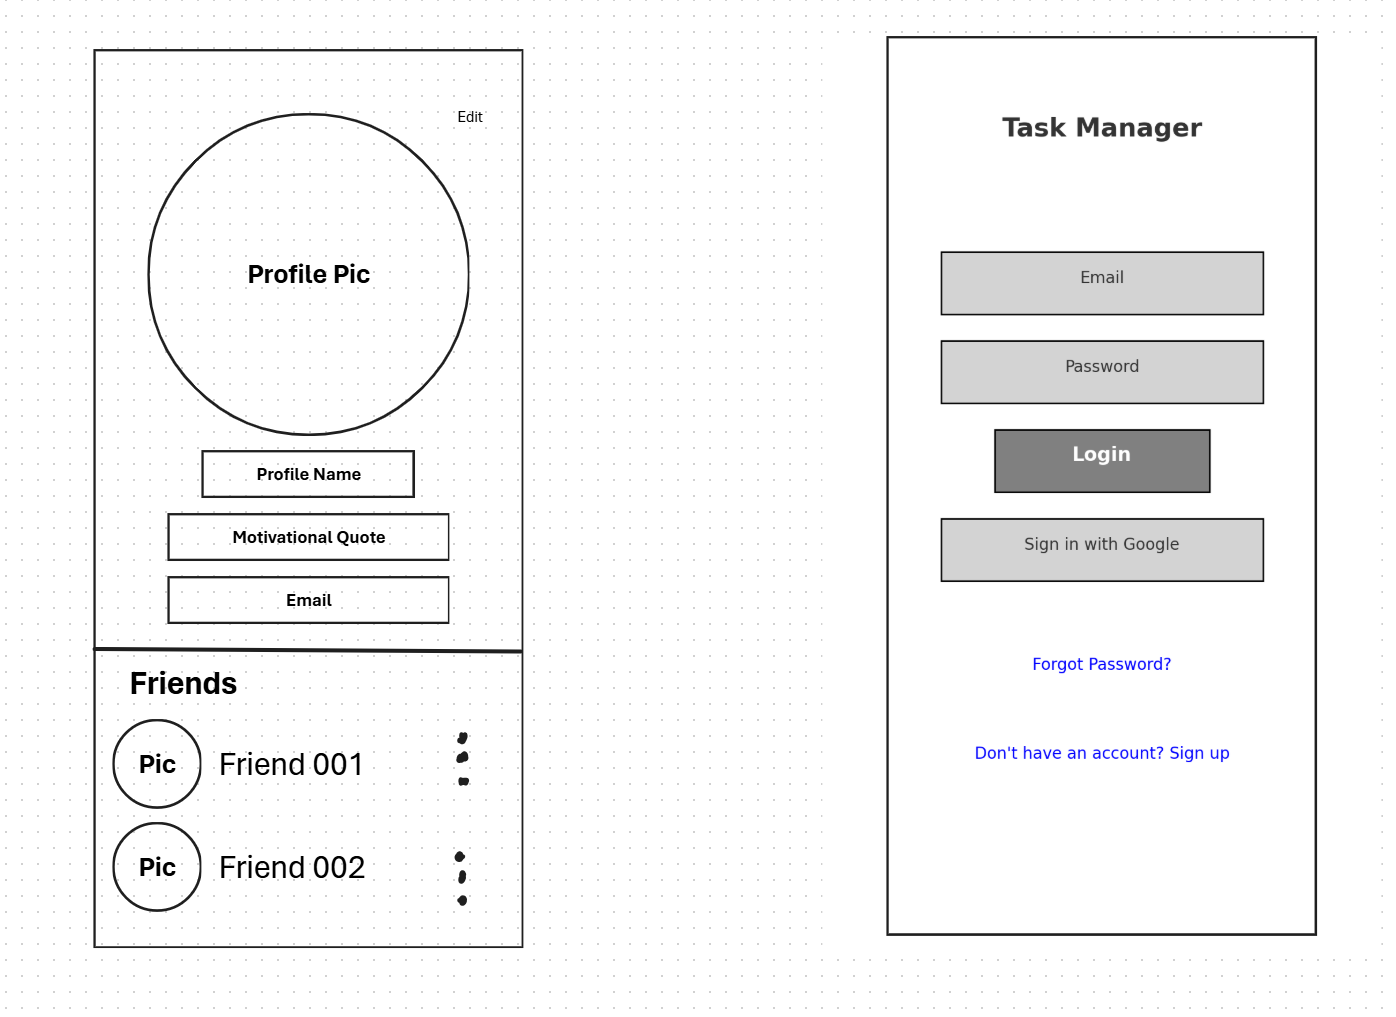 Edit
Profile Pic
Profile Name
Motivational Quote
Email
Friends
Pic
Friend 001
Pic
Friend 002
Task Manager
Email
Password
Login
Sign in with Google
Forgot Password?
Don't have an account? Sign up